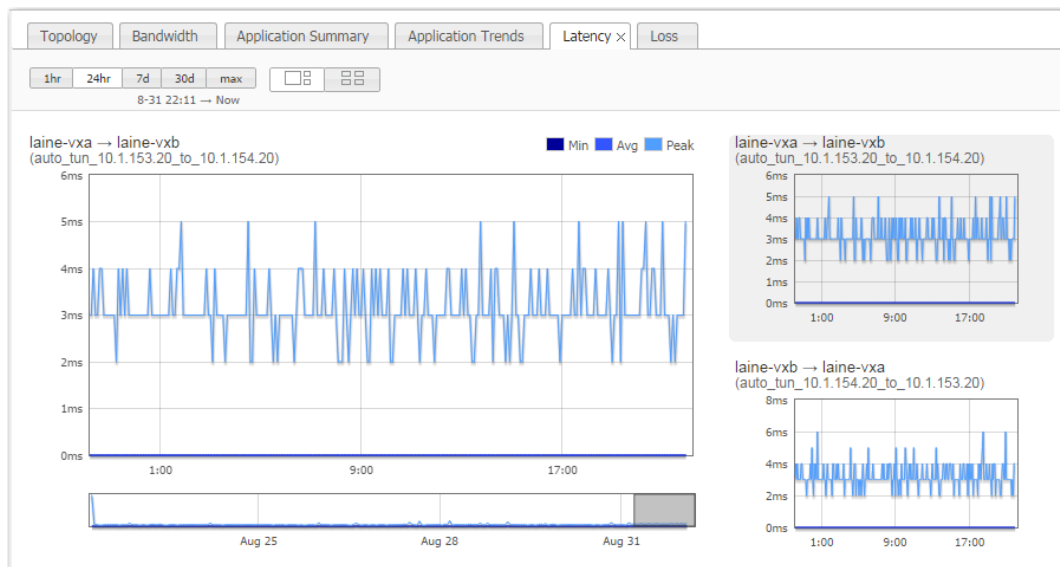 Topology Bandwidth Application Summary Application Trends Latency × Loss
1hr 24hr 7d 30d max
8-31 22:11 → Now
laine-vxa → laine-vxb
(auto_tun_10.1.153.20_to_10.1.154.20)
Min Avg Peak
6ms
5ms
4ms
3ms
2ms
1ms
0ms
1:00 9:00 17:00
Aug 25 Aug 28 Aug 31
laine-vxa → laine-vxb
(auto_tun_10.1.153.20_to_10.1.154.20)
6ms
5ms
4ms
3ms
2ms
1ms
0ms
1:00 9:00 17:00
laine-vxb → laine-vxa
(auto_tun_10.1.154.20_to_10.1.153.20)
8ms
6ms
4ms
2ms
0ms
1:00 9:00 17:00